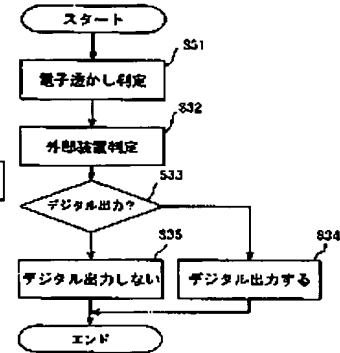 スタート
S31
電子透かし判定
S32
外部装置判定
S33
デジタル出力?
S35
デジタル出力しない
S34
デジタル出力する
エンド